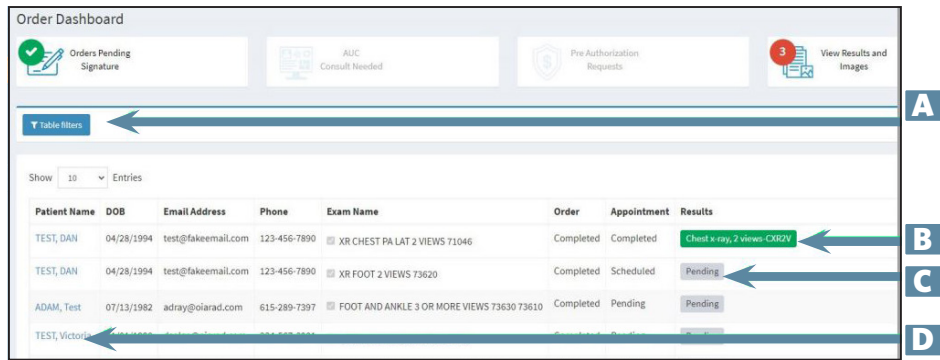 Order Dashboard
Orders Pending
Signature
AUC
Consult Needed
Pre Authorization
Requests
3
View Results and
Images
A
Table filters
Show 10 Entries
Patient Name DOB Email Address Phone Exam Name Order Appointment Results
TEST, DAN 04/28/1994 test@fakeemail.com 123-456-7890 XR CHEST PA LAT 2 VIEWS 71046 Completed Completed Chest x-ray, 2 views-CXR2V
B
TEST, DAN 04/28/1994 test@fakeemail.com 123-456-7890 XR FOOT 2 VIEWS 73620 Completed Scheduled Pending
C
ADAM, Test 07/13/1982 adray@oiarad.com 615-289-7397 FOOT AND ANKLE 3 OR MORE VIEWS 73630 73610 Completed Pending Pending
TEST, Victoria
D